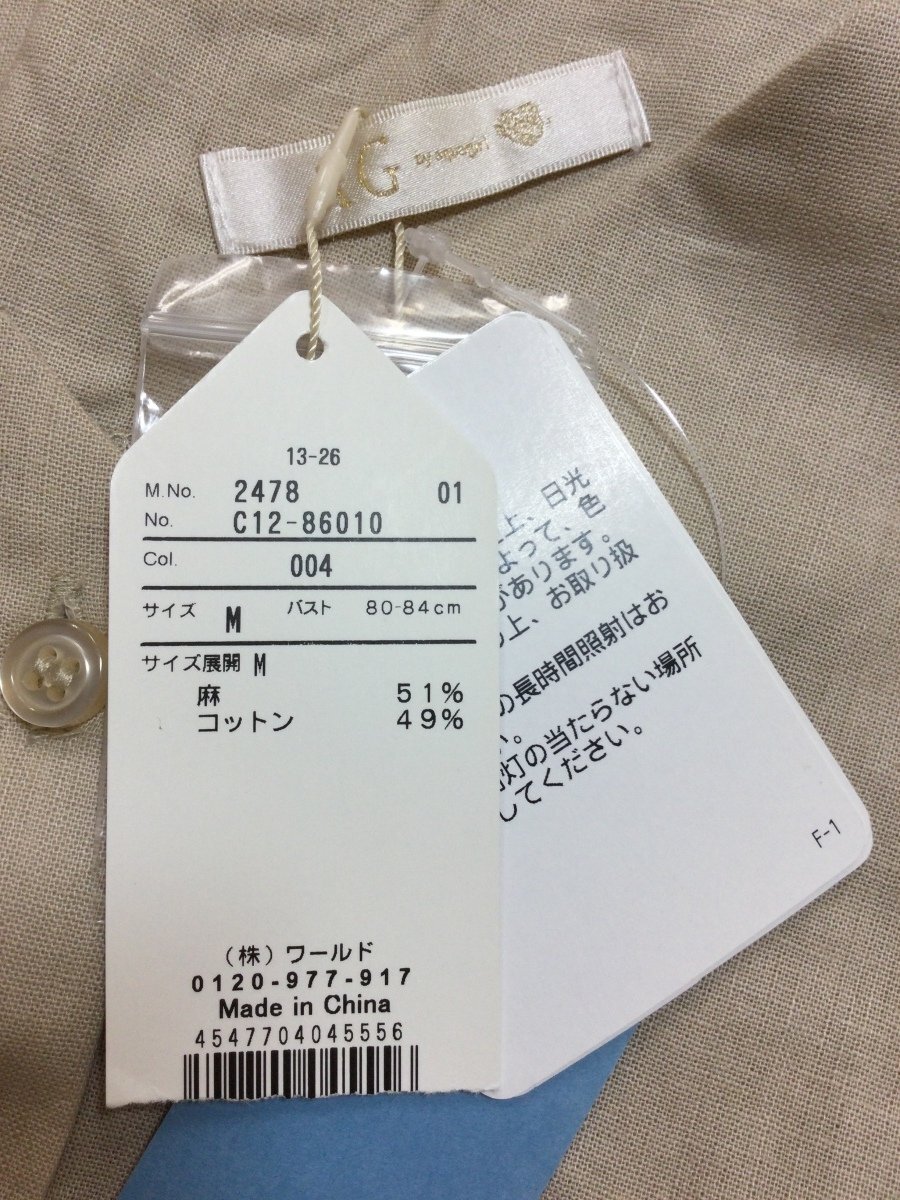 G
13-26
M.No. 2478 01
No. C12-86010
Col. 004
サイズ M バスト 80-84cm
サイズ展開 M
麻 51%
コットン 49%
(株)ワールド
0120-977-917
Made in China
4547704045556
上、日光
よって、色
があります。
上、お取り扱
の長時間照射はお
い。
灯の当たらない場所
してください。
F-1